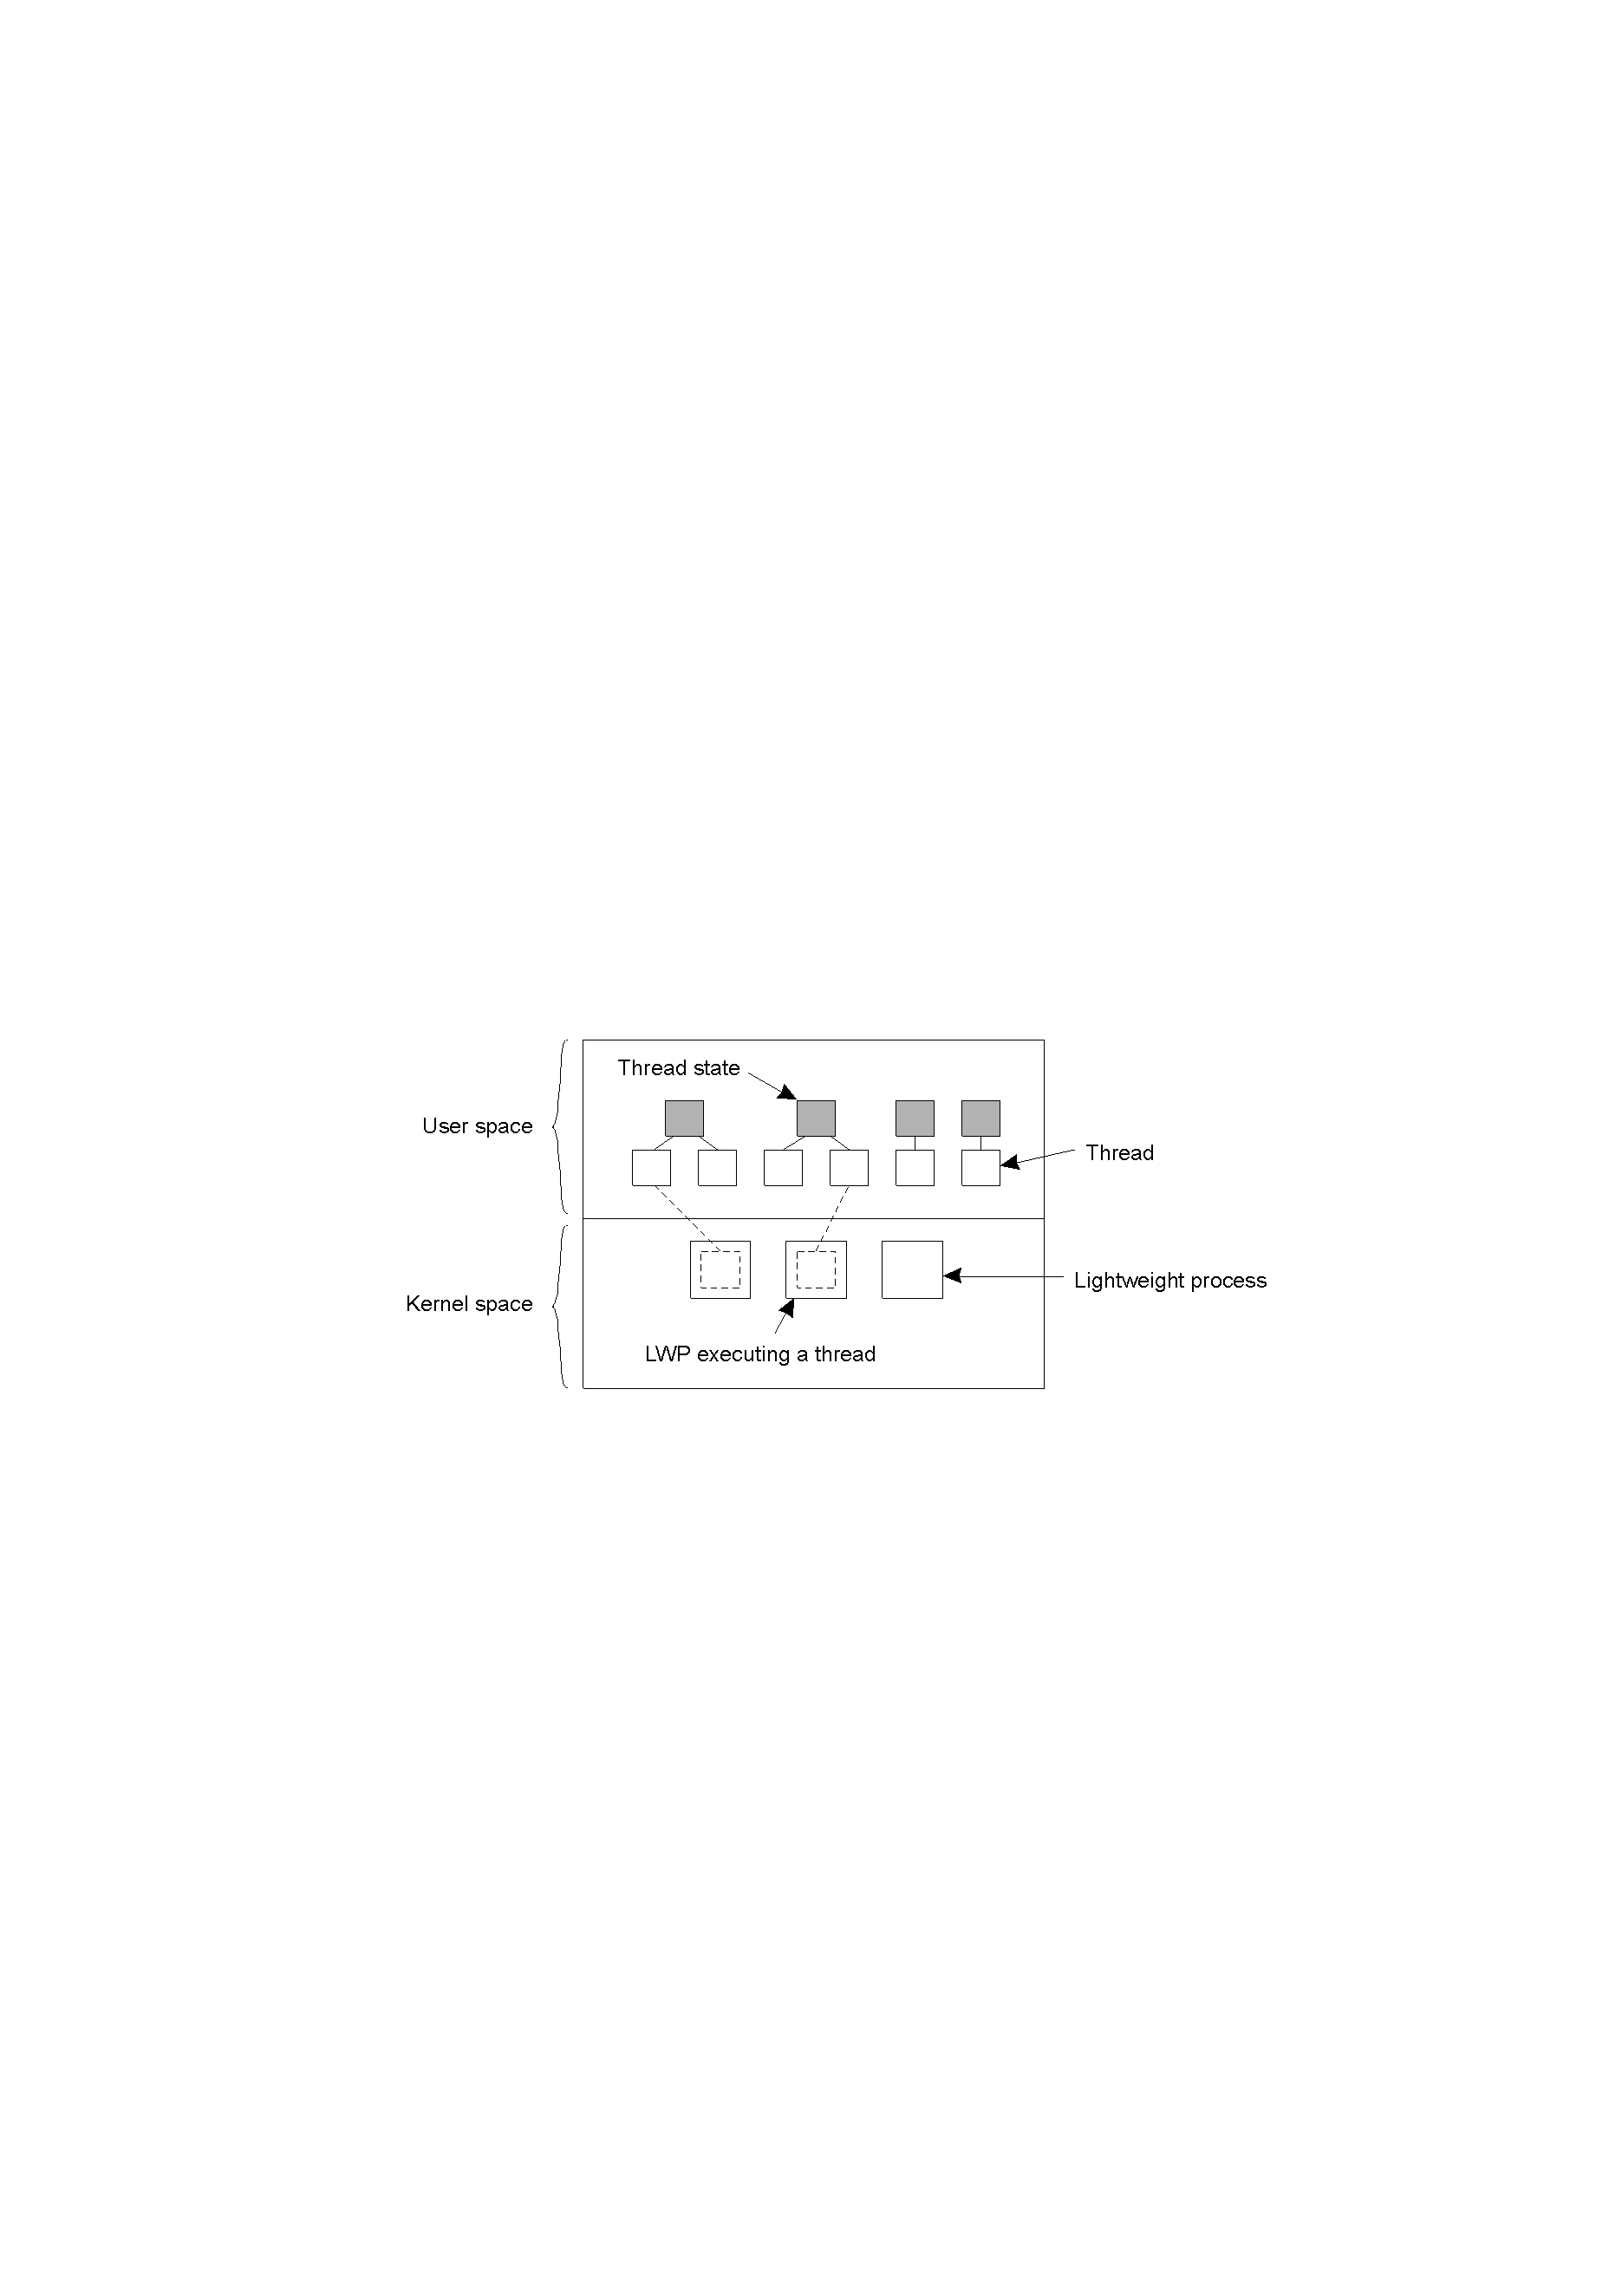 Thread state
User space
Thread
Lightweight process
Kernel space
LWP executing a thread